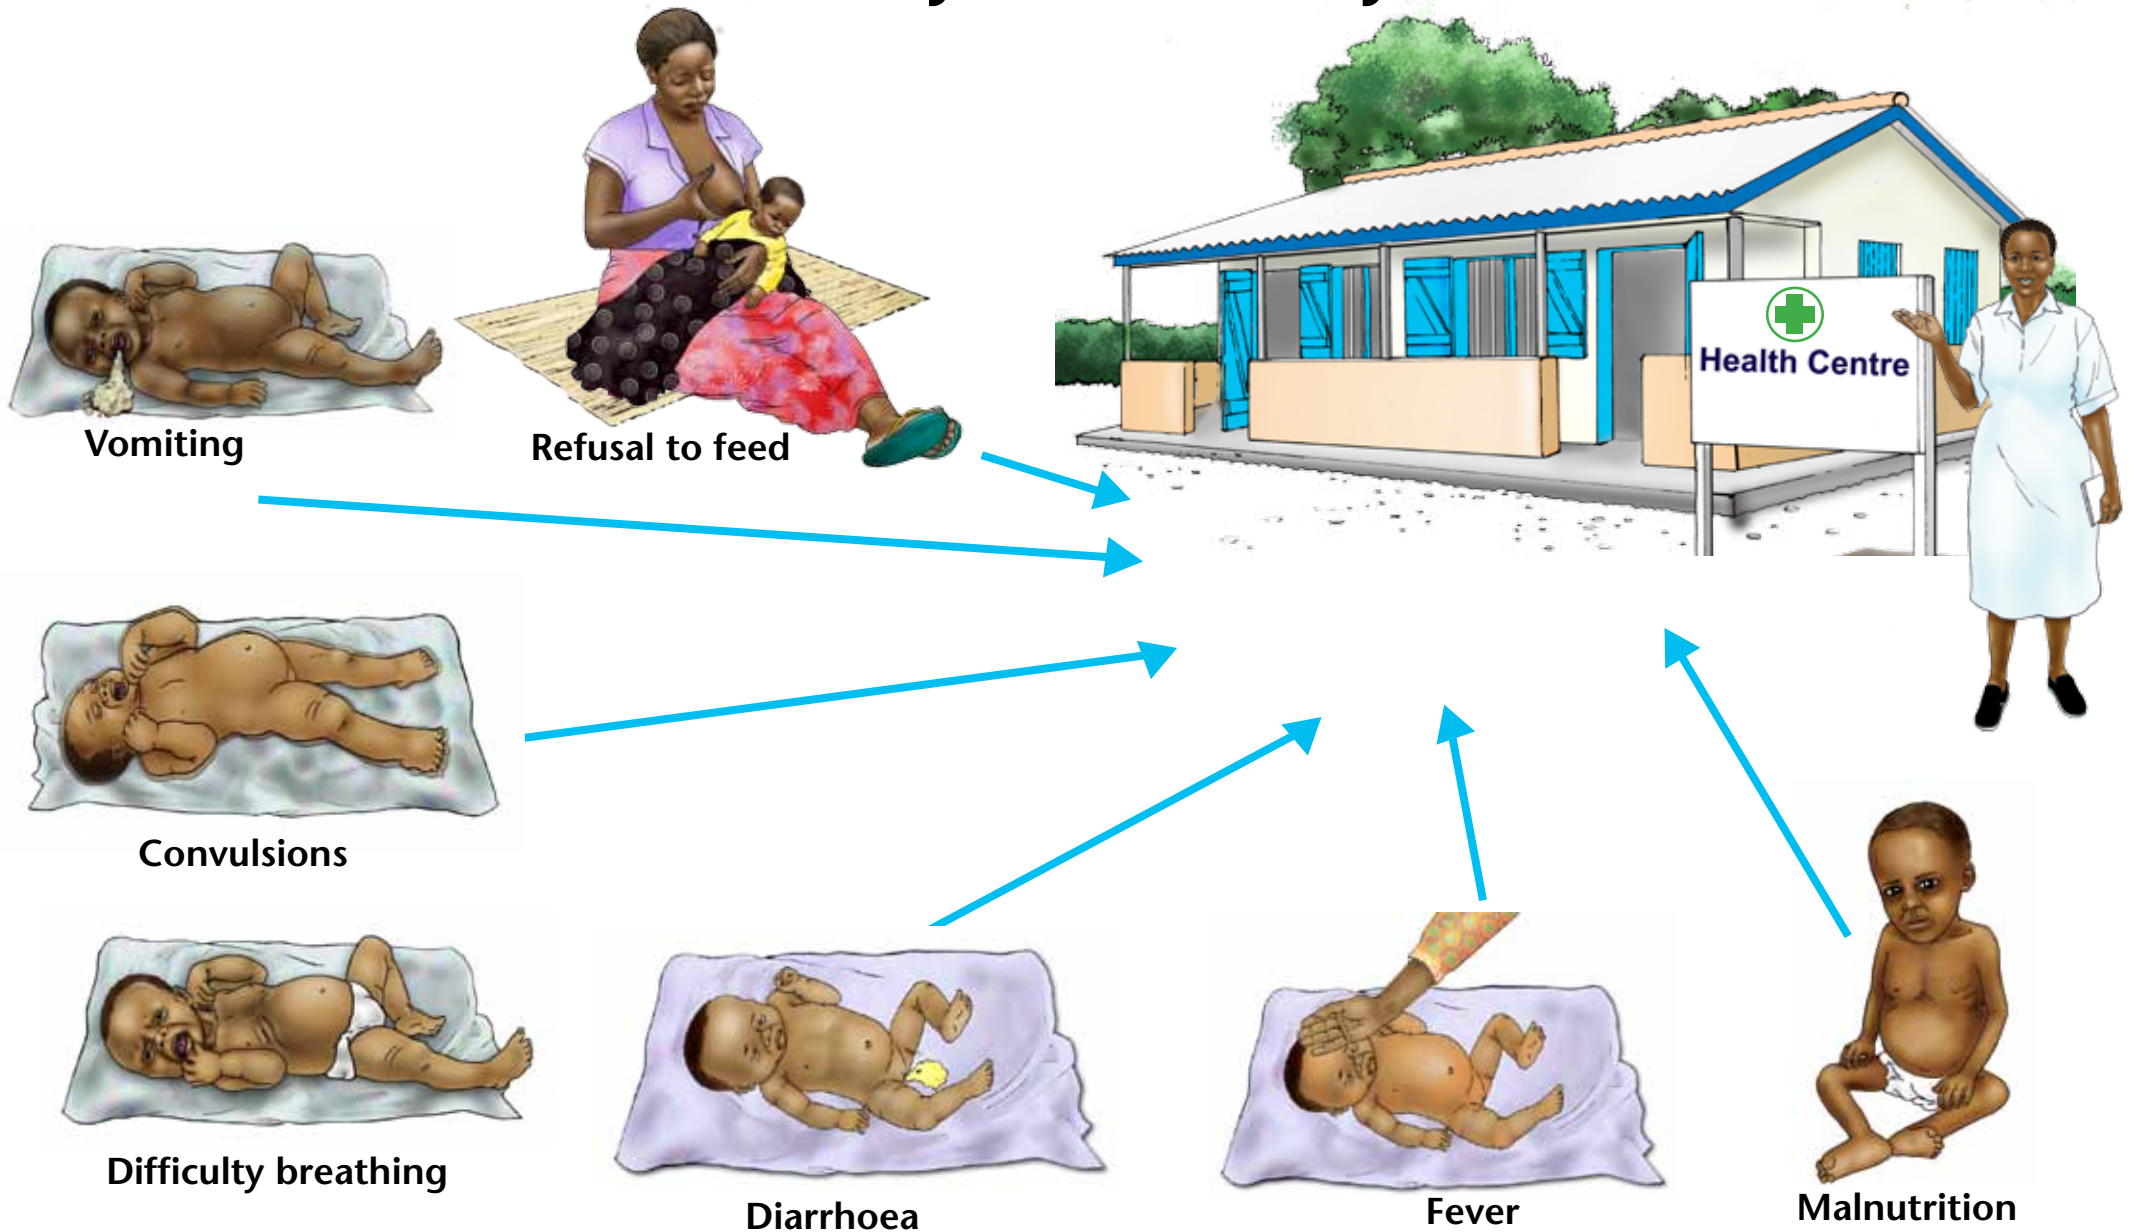 Health Centre
Vomiting
Refusal to feed
Convulsions
Difficulty breathing
Diarrhoea
Fever
Malnutrition